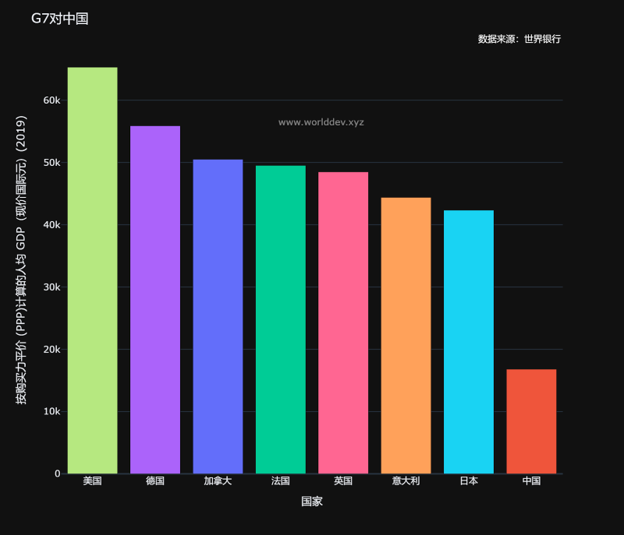 G7对中国
数据来源：世界银行
www.worlddev.xyz
按购买力平价 (PPP)计算的人均 GDP（现价国际元）(2019)
60k
50k
40k
30k
20k
10k
0
美国
德国
加拿大
法国
英国
意大利
日本
中国
国家